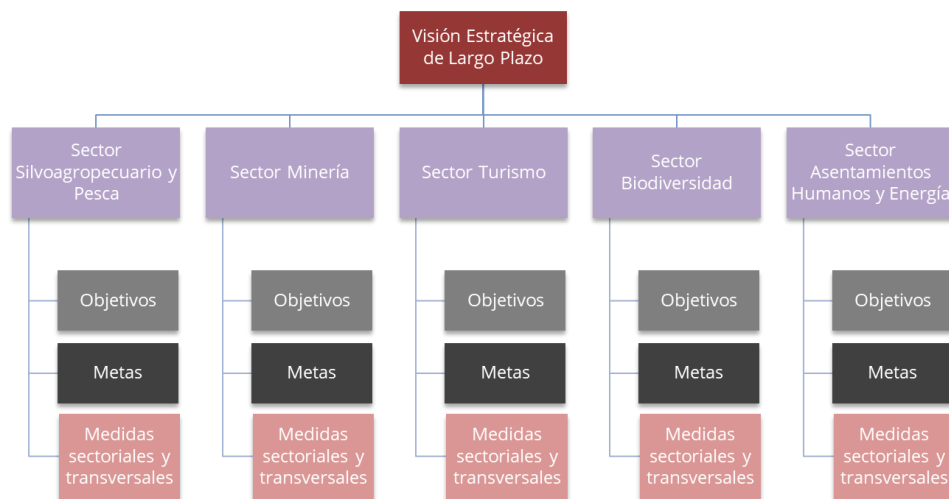 Visión Estratégica
de Largo Plazo
Sector
Silvoagropecuario y
Pesca
Sector Minería
Sector Turismo
Sector
Biodiversidad
Sector
Asentamientos
Humanos y Energía
Objetivos
Objetivos
Objetivos
Objetivos
Objetivos
Metas
Metas
Metas
Metas
Metas
Medidas
sectoriales y
transversales
Medidas
sectoriales y
transversales
Medidas
sectoriales y
transversales
Medidas
sectoriales y
transversales
Medidas
sectoriales y
transversales